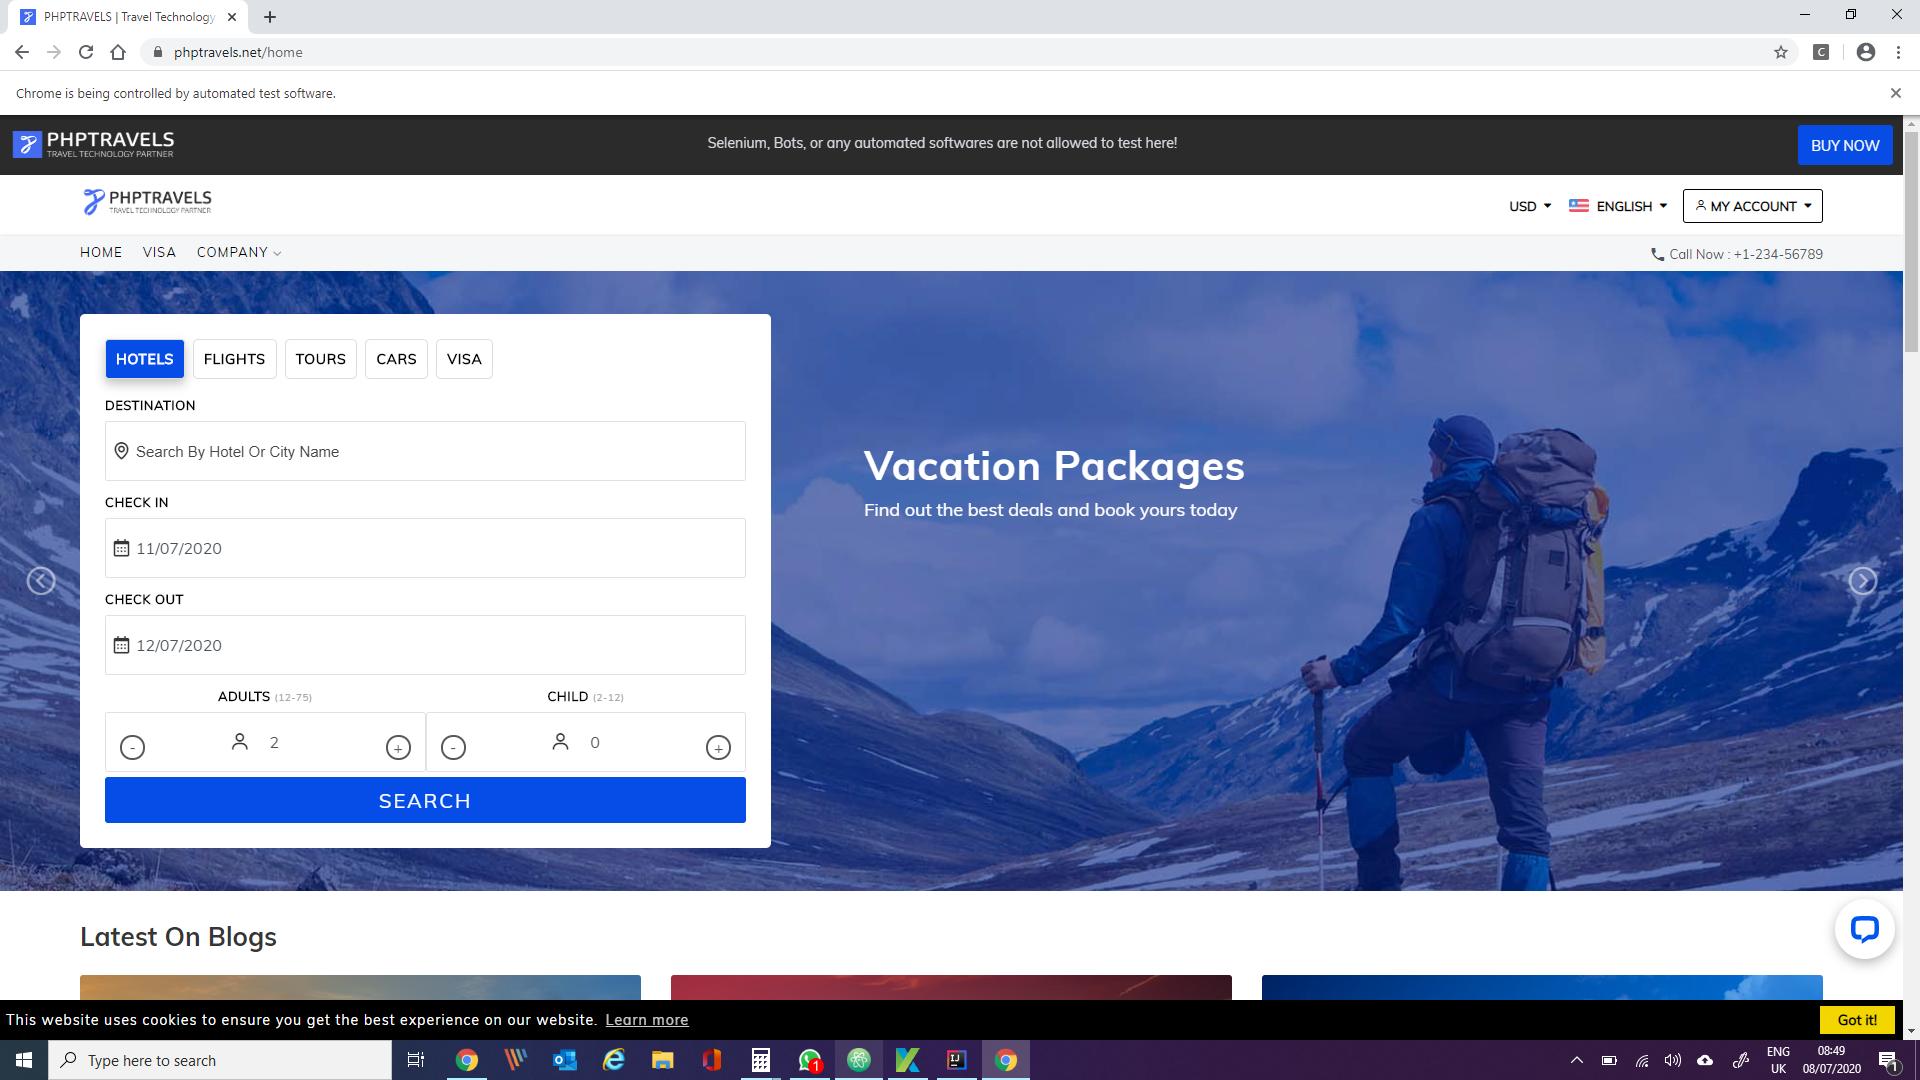 PHPTRAVELS | Travel Technology
phptravels.net/home
C
Chrome is being controlled by automated test software.
PHPTRAVELS
TRAVEL TECHNOLOGY PARTNER
Selenium, Bots, or any automated softwares are not allowed to test here!
BUY NOW
PHPTRAVELS
TRAVEL TECHNOLOGY PARTNER
USD
ENGLISH
MY ACCOUNT
HOME VISA COMPANY
Call Now : +1-234-56789
HOTELS FLIGHTS TOURS CARS VISA
DESTINATION
Search By Hotel Or City Name
CHECK IN
11/07/2020
CHECK OUT
12/07/2020
ADULTS (12-75) CHILD (2-12)
- 2 + - 0 +
SEARCH
Vacation Packages
Find out the best deals and book yours today
Latest On Blogs
This website uses cookies to ensure you get the best experience on our website. Learn more
Got it!
Type here to search
1
IJ
ENG
UK
08:49
08/07/2020
1